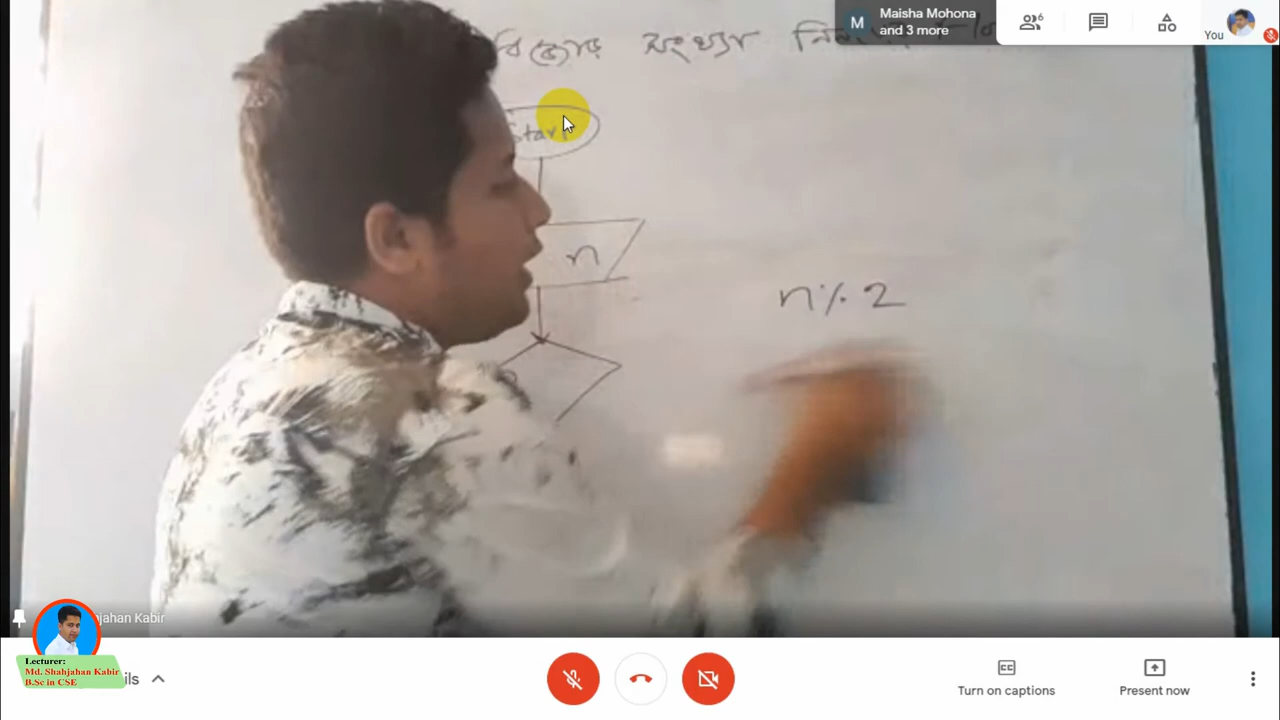 Maisha Mohona
and 3 more
M
6
You
বিজোড় সংখ্যা
Start
n
n % 2
jahan Kabir
Lecturer:
Md. Shahjahan Kabir
B.Sc in CSE
ils
Turn on captions
Present now